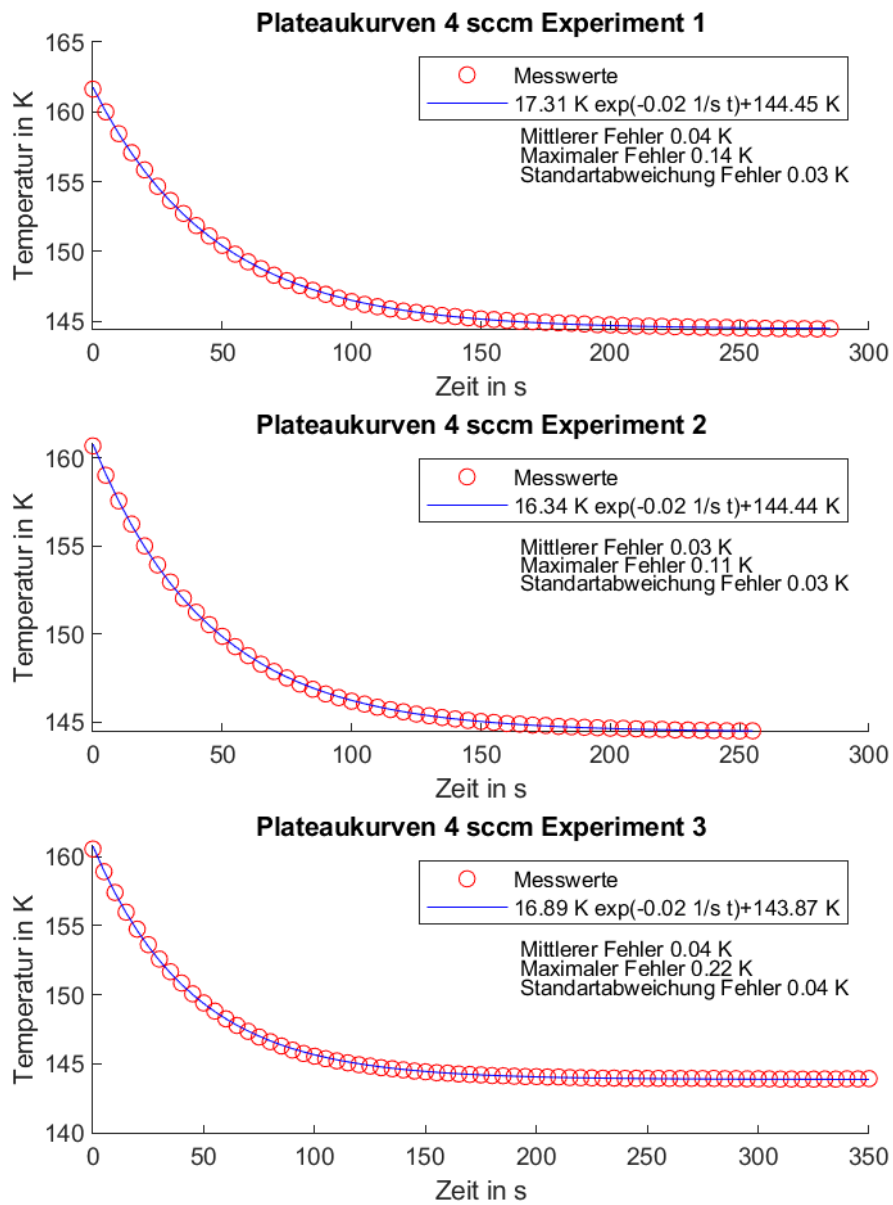 Plateaukurven 4 sccm Experiment 1
165
160
155
150
145
Temperatur in K
Messwerte
17.31 K exp(-0.02 1/s t)+144.45 K
Mittlerer Fehler 0.04 K
Maximaler Fehler 0.14 K
Standartabweichung Fehler 0.03 K
0 50 100 150 200 250 300
Zeit in s
Plateaukurven 4 sccm Experiment 2
160
155
150
145
Temperatur in K
Messwerte
16.34 K exp(-0.02 1/s t)+144.44 K
Mittlerer Fehler 0.03 K
Maximaler Fehler 0.11 K
Standartabweichung Fehler 0.03 K
0 50 100 150 200 250 300
Zeit in s
Plateaukurven 4 sccm Experiment 3
160
155
150
145
140
Temperatur in K
Messwerte
16.89 K exp(-0.02 1/s t)+143.87 K
Mittlerer Fehler 0.04 K
Maximaler Fehler 0.22 K
Standartabweichung Fehler 0.04 K
0 50 100 150 200 250 300 350
Zeit in s